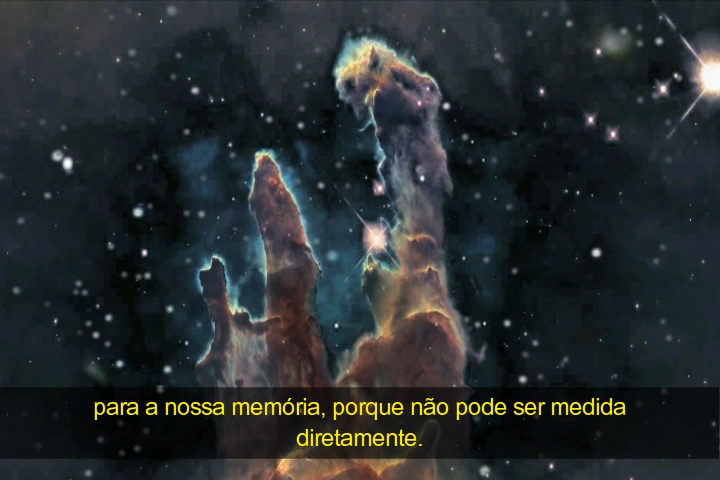 para a nossa memória, porque não pode ser medida
diretamente.